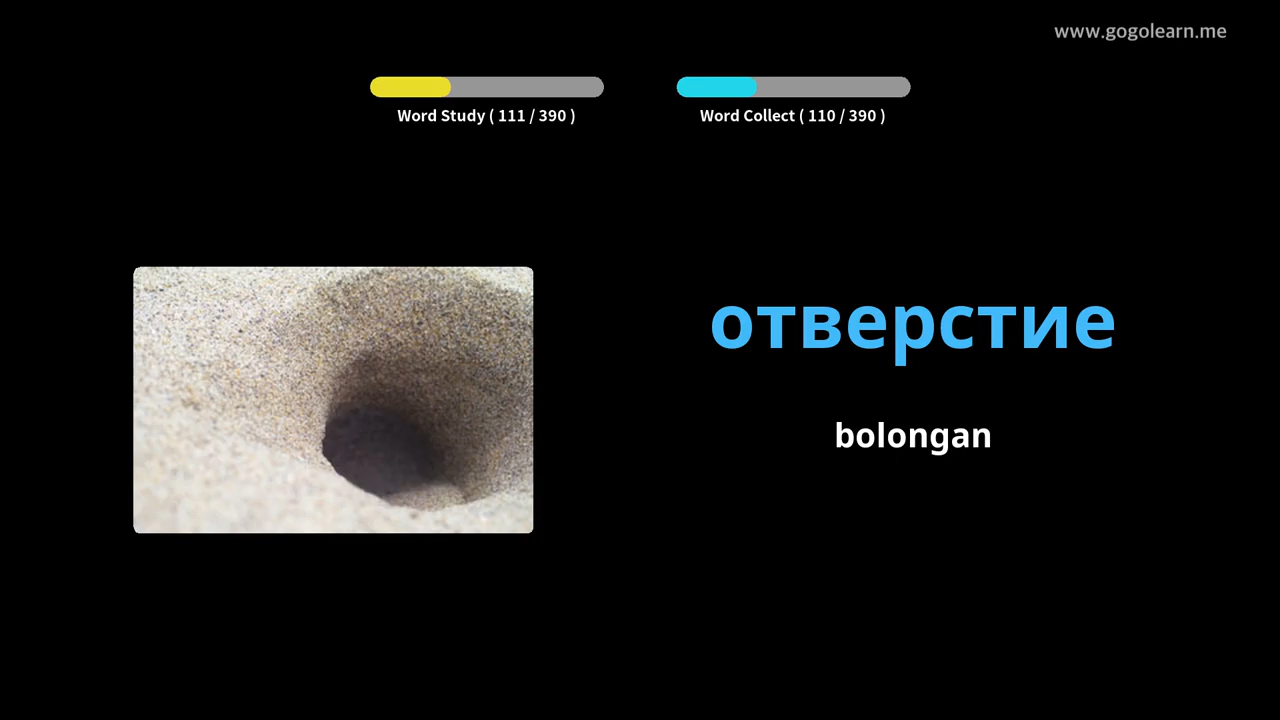 www.gogolearn.me
Word Study ( 111 / 390 )
Word Collect ( 110 / 390 )
отверстие
bolongan